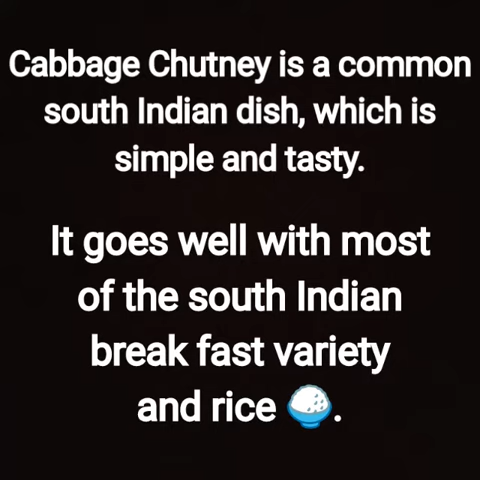 Cabbage Chutney is a common
south Indian dish, which is
simple and tasty.
It goes well with most
of the south Indian
break fast variety
and rice 🍚.